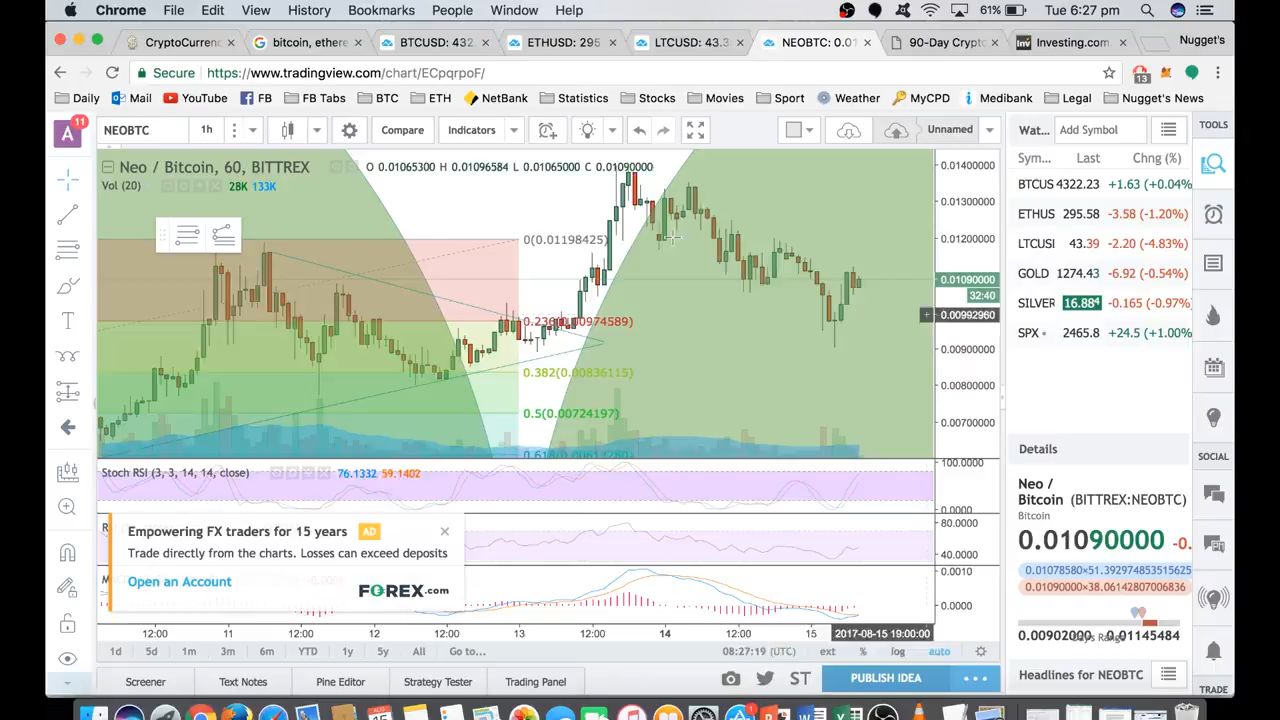 Chrome File Edit View History Bookmarks People Window Help 61% Tue 6:27 pm
CryptoCurrenc × bitcoin, ethere × BTCUSD: 432. × ETHUSD: 295 × LTCUSD: 43.3 × NEOBTC: 0.01 × 90-Day Crypto × Investing.com × Nugget's
Secure https://www.tradingview.com/chart/ECpqrpoF/ 13
Daily Mail YouTube FB FB Tabs BTC ETH NetBank Statistics Stocks Movies Sport Weather MyCPD Medibank Legal Nugget's News
A 11 NEOBTC 1h Compare Indicators Unnamed Wat... Add Symbol TOOLS
Neo / Bitcoin, 60, BITTREX O 0.01065300 H 0.01096584 L 0.01065000 C 0.01090000
Vol (20) 28K 133K
0.01400000
0.01300000
0.01200000
0.01090000
32:40
0.00992960
0.00900000
0.00800000
0.00700000
0(0.01198425)
0.236(0.00974589)
0.382(0.00836115)
0.5(0.00724197)
Stoch RSI (3, 3, 14, 14, close) 76.1332 59.1402
100.0000
0.0000
80.0000
40.0000
0.0010
0.0000
Empowering FX traders for 15 years AD ×
Trade directly from the charts. Losses can exceed deposits
Open an Account FOREX.com
12:00 11 12:00 12 12:00 13 12:00 14 12:00 15 2017-08-15 19:00:00
1d 5d 1m 3m 6m YTD 1y 5y All Go to... 08:27:19 (UTC) ext % log auto
Screener Text Notes Pine Editor Strategy Tester Trading Panel ST PUBLISH IDEA
Sym... Last Chng (%)
BTCUS 4322.23 +1.63 (+0.04%
ETHUS 295.58 -3.58 (-1.20%)
LTCUSI 43.39 -2.20 (-4.83%)
GOLD 1274.43 -6.92 (-0.54%)
SILVER 16.884 -0.165 (-0.97%)
SPX 2465.8 +24.5 (+1.00%)
Details
Neo /
Bitcoin (BITTREX:NEOBTC)
Bitcoin
0.01090000 -0.
0.01078580×51.392974853515625
0.01090000×38.06142807006836
0.00902000 Days Range 0.01145484
Headlines for NEOBTC
SOCIAL
TRADE